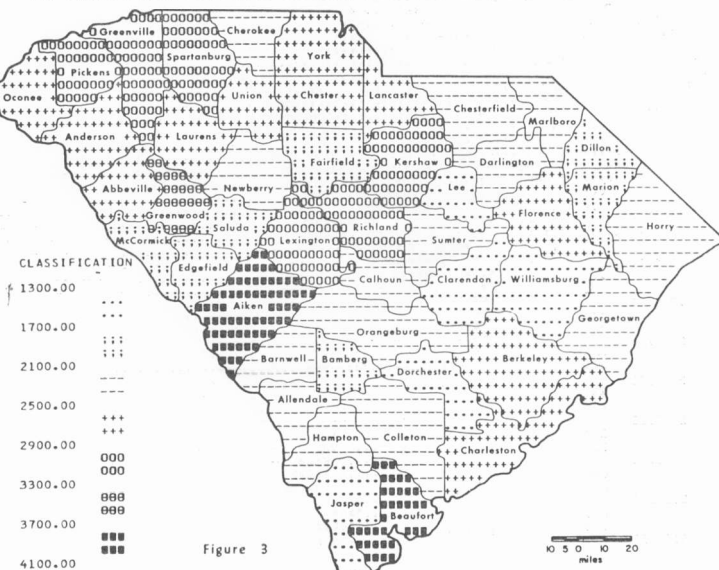 Greenville Cherokee
Spartanburg York
Pickens
Oconee Union Chester Lancaster
Chesterfield
Marlboro
Anderson Laurens
Dillon
Fairfield Kershaw Darlington
Abbeville Newberry Lee Marion
Greenwood Florence
Saluda Richland Horry
McCormick Lexington Sumter
CLASSIFICATION Edgefield
Calhoun Clarendon Williamsburg
1300.00 Aiken
Georgetown
1700.00 Orangeburg
Barnwell Bamberg Berkeley
2100.00 Dorchester
Allendale
2500.00
Hampton Colleton
2900.00 Charleston
3300.00
Jasper Beaufort
3700.00
Figure 3
10 5 0 10 20
miles
4100.00